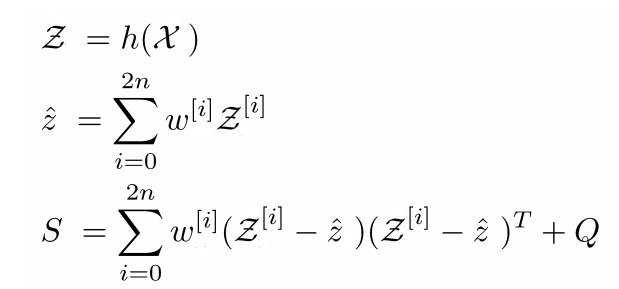 𝒵 = h(𝒳)
ẑ = ∑_{i=0}^{2n} w^{[i]} 𝒵^{[i]}
S = ∑_{i=0}^{2n} w^{[i]} (𝒵^{[i]} − ẑ)(𝒵^{[i]} − ẑ)^T + Q